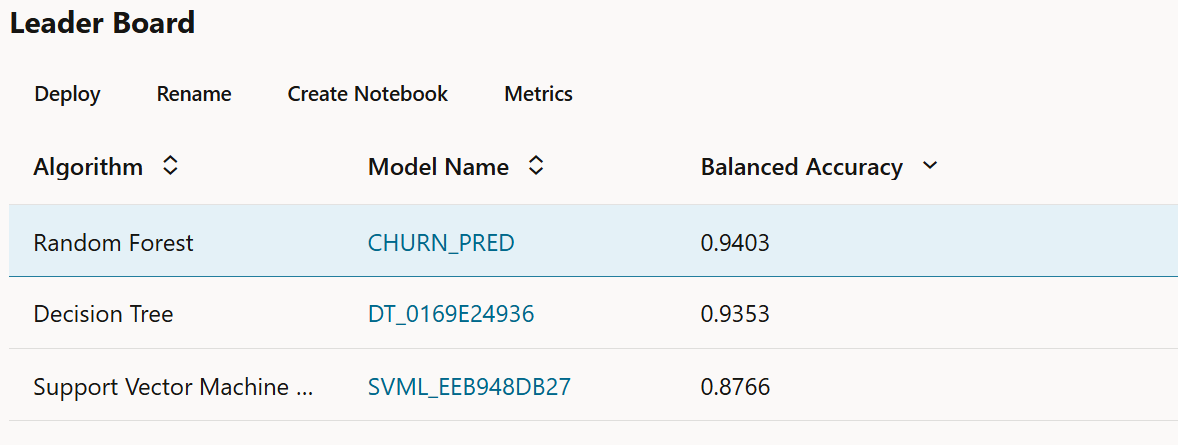 Leader Board
Deploy Rename Create Notebook Metrics
Algorithm Model Name Balanced Accuracy
Random Forest CHURN_PRED 0.9403
Decision Tree DT_0169E24936 0.9353
Support Vector Machine ... SVML_EEB948DB27 0.8766